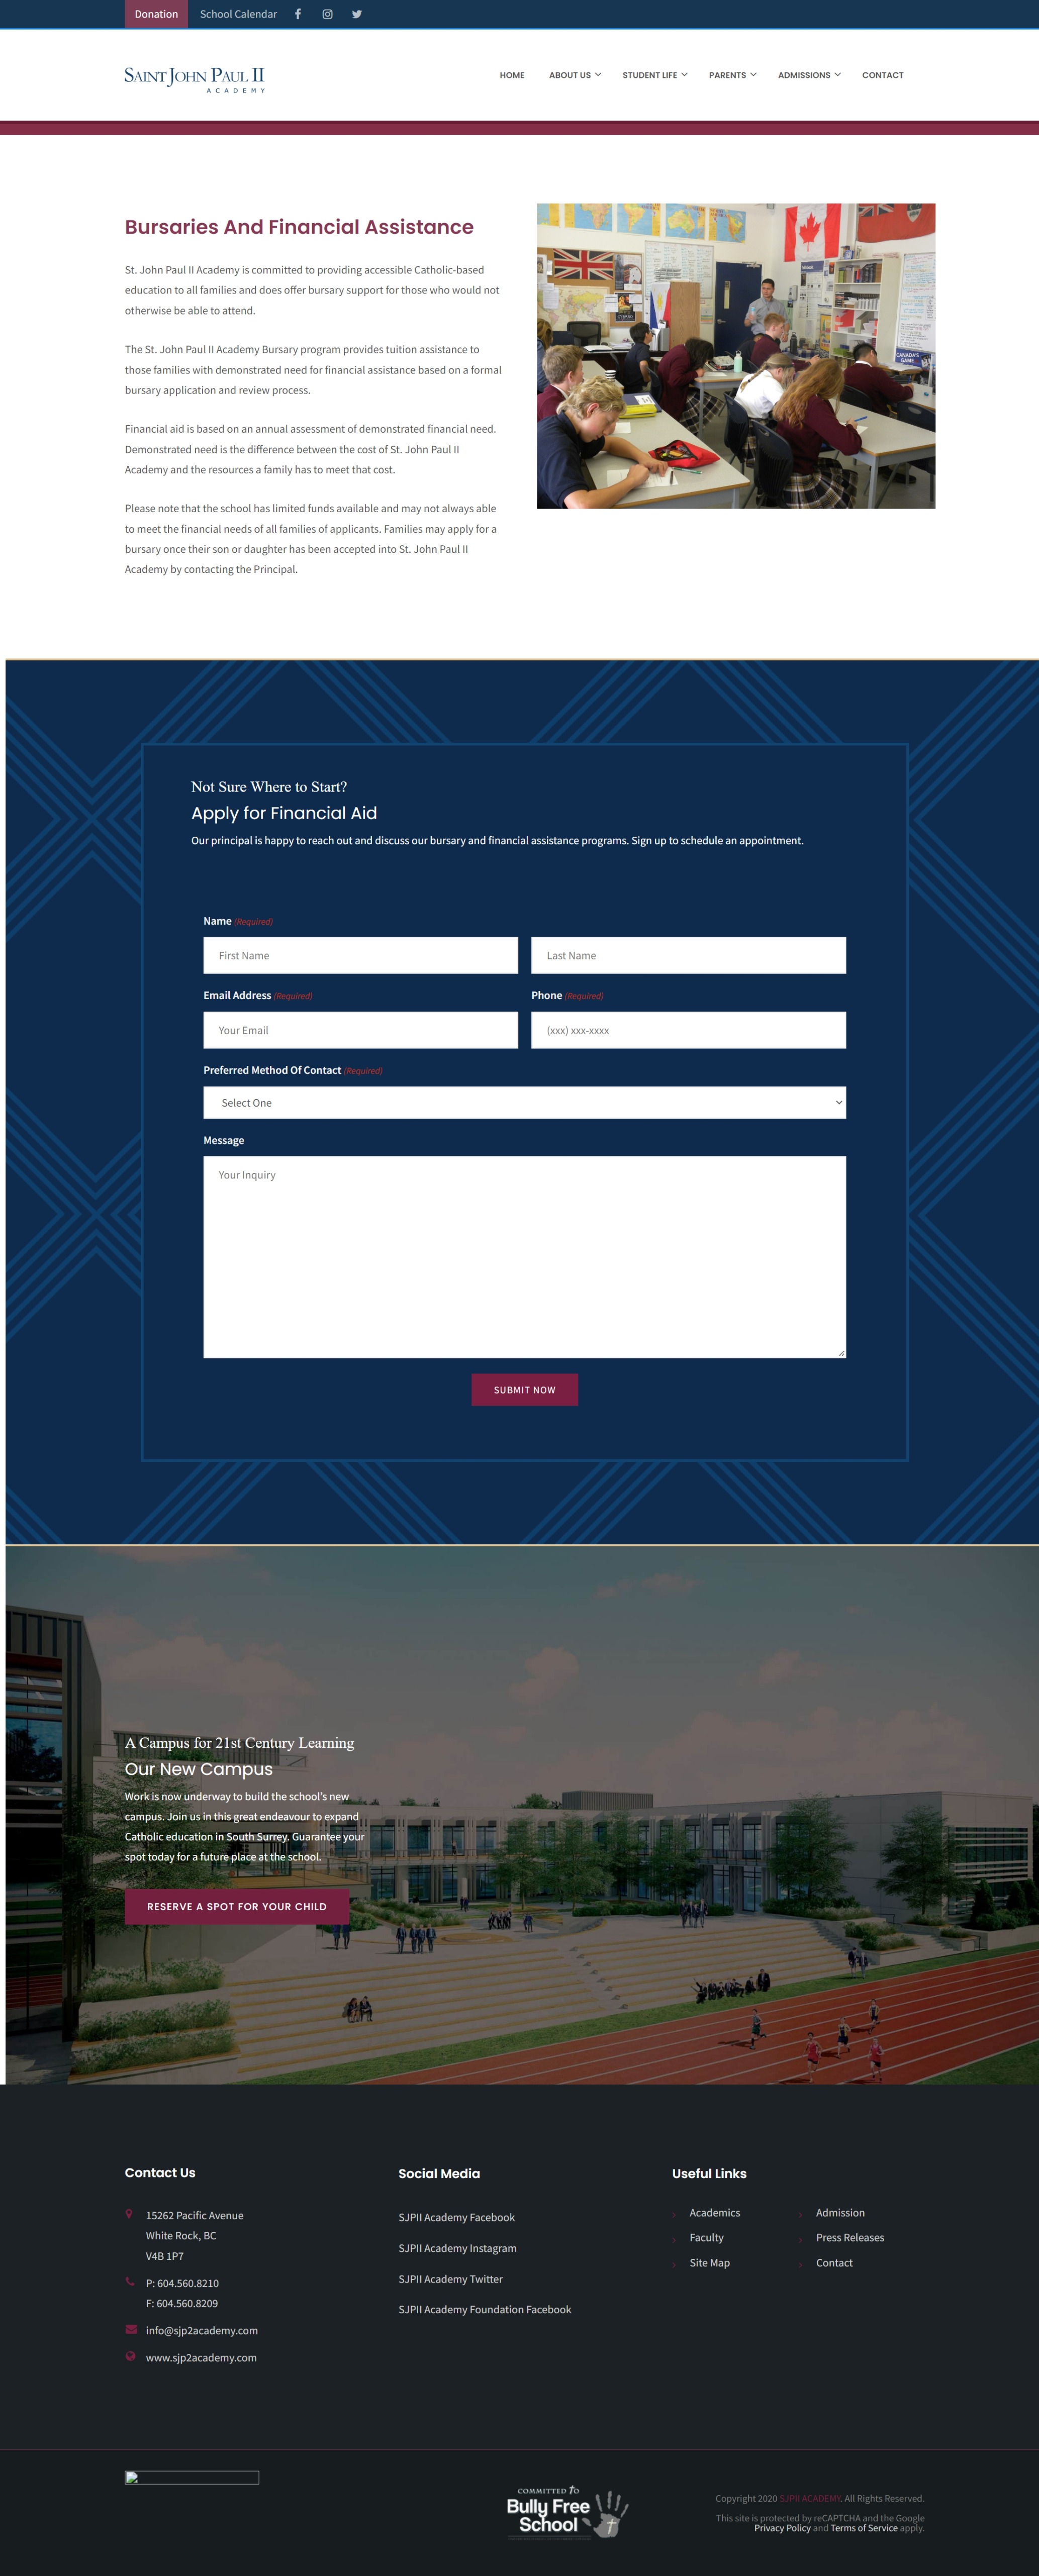 Donation School Calendar
SAINT JOHN PAUL II
ACADEMY
HOME ABOUT US STUDENT LIFE PARENTS ADMISSIONS CONTACT
Bursaries And Financial Assistance
St. John Paul II Academy is committed to providing accessible Catholic-based
education to all families and does offer bursary support for those who would not
otherwise be able to attend.
The St. John Paul II Academy Bursary program provides tuition assistance to
those families with demonstrated need for financial assistance based on a formal
bursary application and review process.
Financial aid is based on an annual assessment of demonstrated financial need.
Demonstrated need is the difference between the cost of St. John Paul II
Academy and the resources a family has to meet that cost.
Please note that the school has limited funds available and may not always able
to meet the financial needs of all families of applicants. Families may apply for a
bursary once their son or daughter has been accepted into St. John Paul II
Academy by contacting the Principal.
CANADA'S
GAME
Not Sure Where to Start?
Apply for Financial Aid
Our principal is happy to reach out and discuss our bursary and financial assistance programs. Sign up to schedule an appointment.
Name (Required)
First Name Last Name
Email Address (Required) Phone (Required)
Your Email (xxx) xxx-xxxx
Preferred Method Of Contact (Required)
Select One
Message
Your Inquiry
SUBMIT NOW
A Campus for 21st Century Learning
Our New Campus
Work is now underway to build the school's new
campus. Join us in this great endeavour to expand
Catholic education in South Surrey. Guarantee your
spot today for a future place at the school.
RESERVE A SPOT FOR YOUR CHILD
Contact Us
15262 Pacific Avenue
White Rock, BC
V4B 1P7
P: 604.560.8210
F: 604.560.8209
info@sjp2academy.com
www.sjp2academy.com
Social Media
SJPII Academy Facebook
SJPII Academy Instagram
SJPII Academy Twitter
SJPII Academy Foundation Facebook
Useful Links
Academics Admission
Faculty Press Releases
Site Map Contact
COMMITTED TO
Bully Free
School
Copyright 2020 SJPII ACADEMY. All Rights Reserved.
This site is protected by reCAPTCHA and the Google
Privacy Policy and Terms of Service apply.